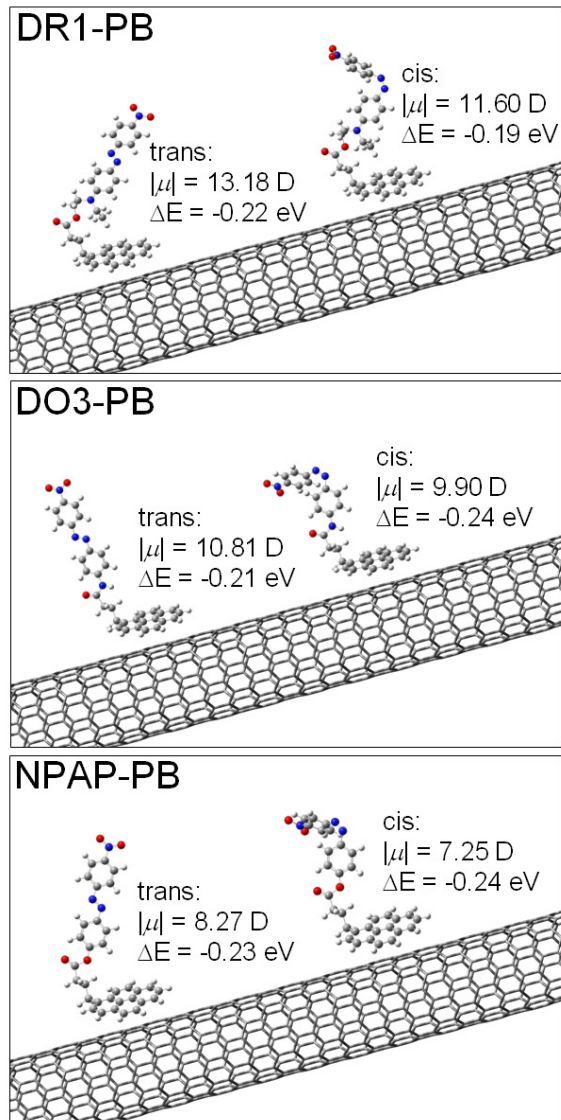 DR1-PB
trans:
|μ| = 13.18 D
ΔE = -0.22 eV
cis:
|μ| = 11.60 D
ΔE = -0.19 eV
DO3-PB
trans:
|μ| = 10.81 D
ΔE = -0.21 eV
cis:
|μ| = 9.90 D
ΔE = -0.24 eV
NPAP-PB
trans:
|μ| = 8.27 D
ΔE = -0.23 eV
cis:
|μ| = 7.25 D
ΔE = -0.24 eV